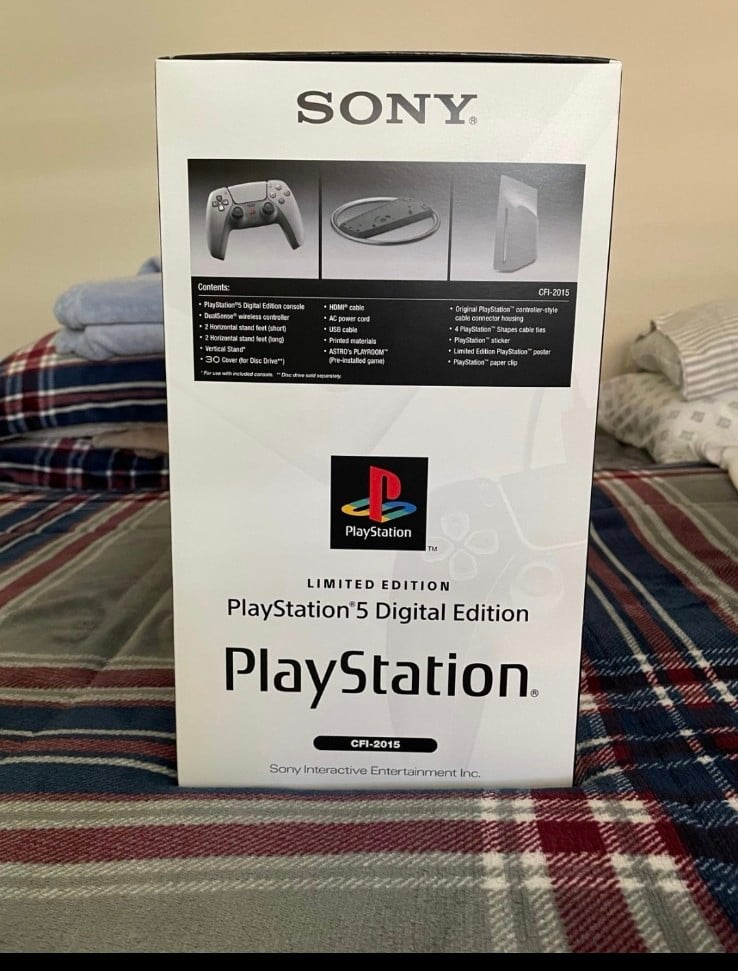 SONY®
Contents:
CFI-2015
• PlayStation®5 Digital Edition console
• DualSense® wireless controller
• 2 Horizontal stand feet (short)
• 2 Horizontal stand feet (long)
• Vertical Stand*
• 30 Cover (for Disc Drive**)
• HDMI® cable
• AC power cord
• USB cable
• Printed materials
• ASTRO's PLAYROOM™
(Pre-installed game)
• Original PlayStation™ controller-style
cable connector housing
• 4 PlayStation™ Shapes cable ties
• PlayStation™ sticker
• Limited Edition PlayStation™ poster
• PlayStation™ paper clip
* For use with included console. ** Disc drive sold separately.
PlayStation
TM
LIMITED EDITION
PlayStation®5 Digital Edition
PlayStation®
CFI-2015
Sony Interactive Entertainment Inc.